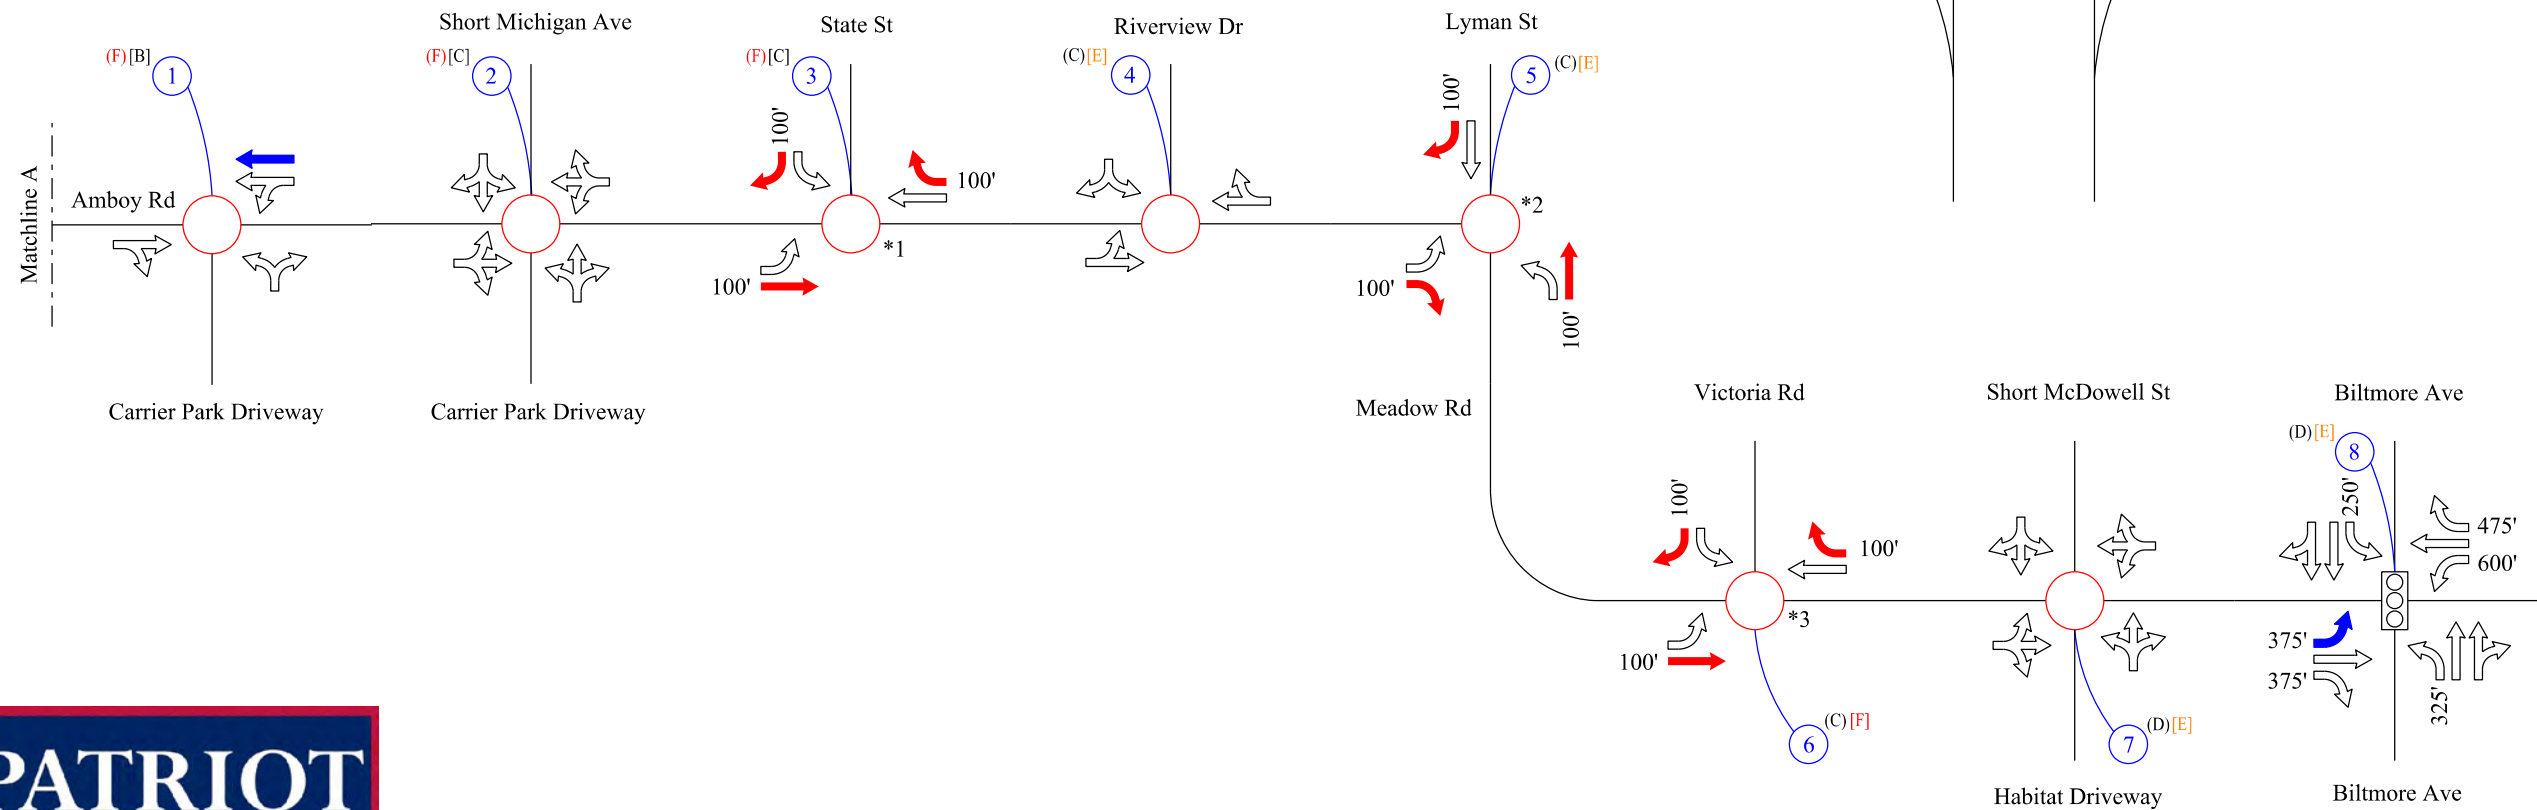 Short Michigan Ave
State St
Riverview Dr
Lyman St
(F)[B]
1
(F)[C]
2
(F)[C]
3
(C)[E]
4
5
(C)[E]
100'
100'
100'
Matchline A
Amboy Rd
*1
*2
100'
100'
100'
Carrier Park Driveway
Carrier Park Driveway
Meadow Rd
Victoria Rd
Short McDowell St
Biltmore Ave
(D)[E]
8
100'
100'
250'
475'
600'
*3
100'
375'
375'
325'
(C)[F]
6
(D)[E]
7
Habitat Driveway
Biltmore Ave
PATRIOT